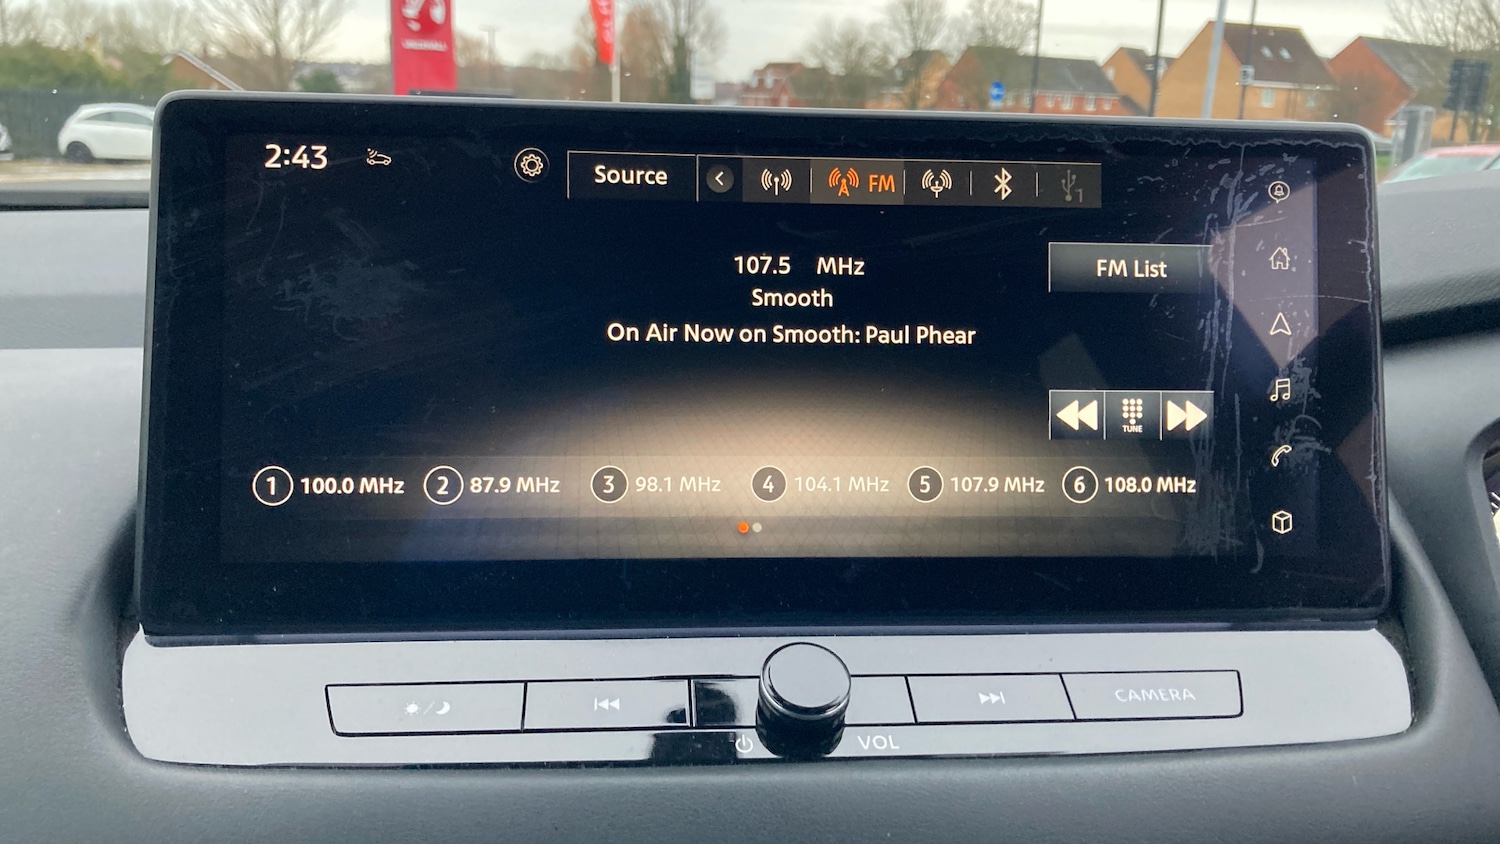 VAUXHALL
2:43
Source
FM
1
107.5 MHz
FM List
Smooth
On Air Now on Smooth: Paul Phear
TUNE
1 100.0 MHz 2 87.9 MHz 3 98.1 MHz 4 104.1 MHz 5 107.9 MHz 6 108.0 MHz
CAMERA
VOL